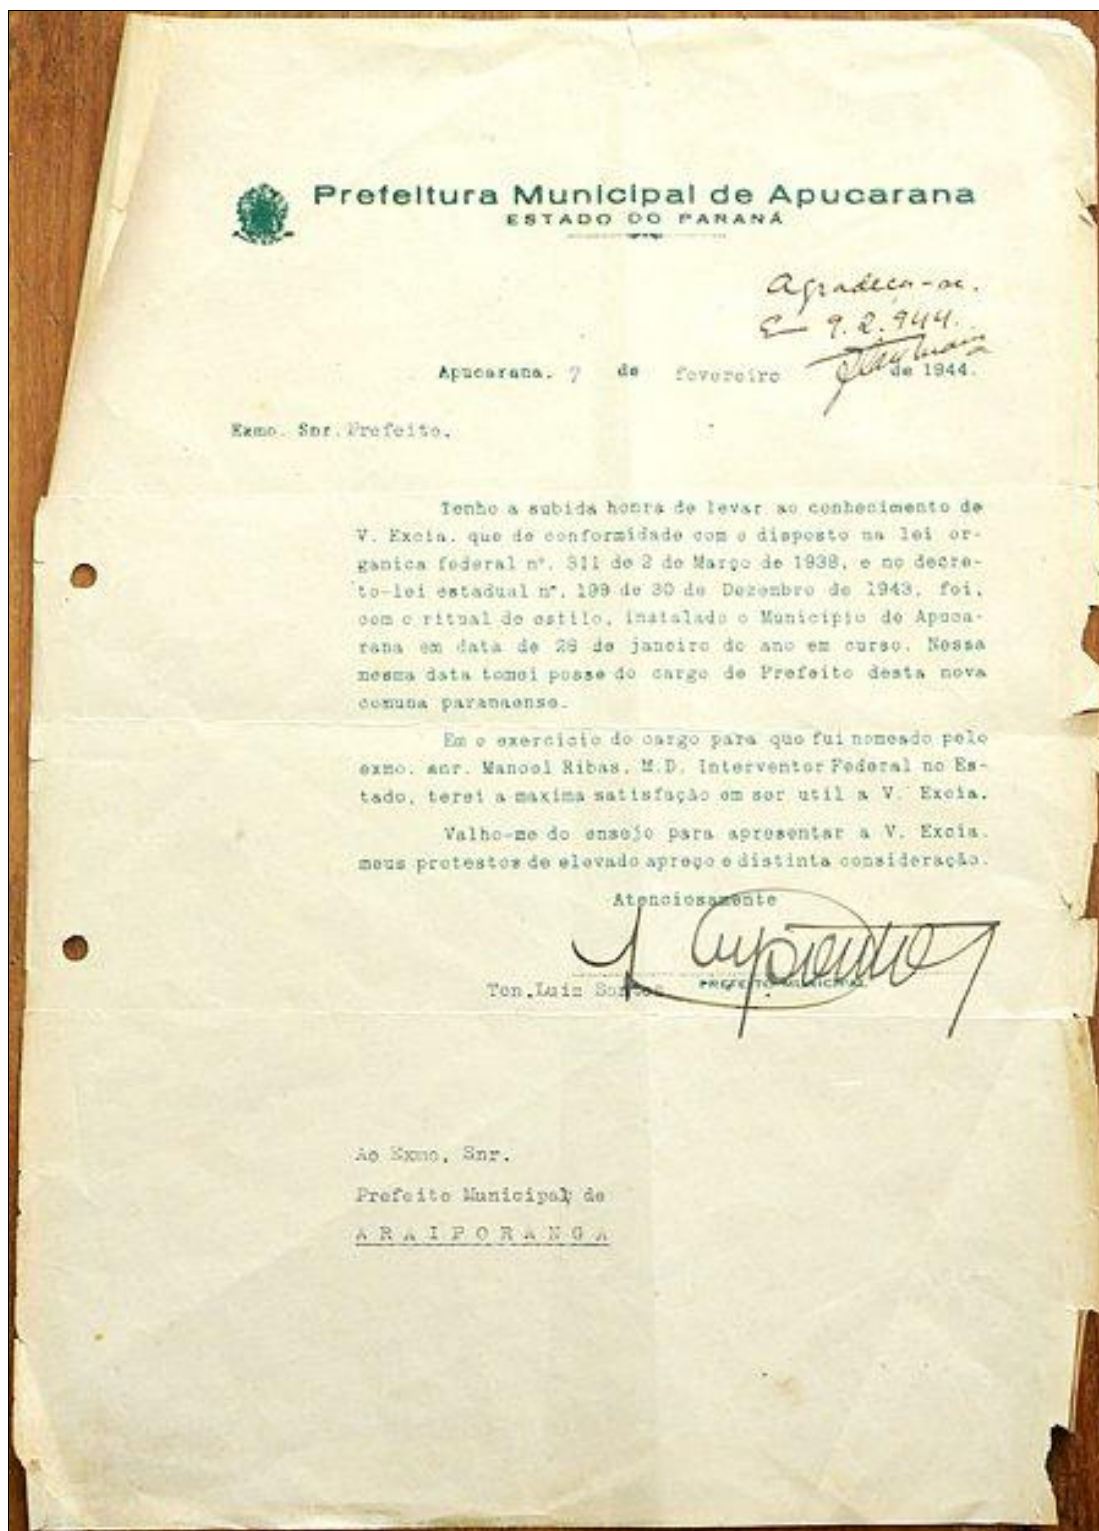 Prefeitura Municipal de Apucarana
ESTADO DO PARANÁ
Agradeça-se.
9.2.944.
Apucarana, 7 de fevereiro de 1944.
Exmo. Snr. Prefeito.
Tenho a subida honra de levar ao conhecimento de
V. Excia. que de conformidade com o disposto na lei or-
ganica federal nº. 311 de 2 de Março de 1938, e no decre-
to-lei estadual nº. 199 de 30 de Dezembro de 1943, foi,
com o ritual do estilo, instalado o Municipio de Apuca-
rana em data de 28 de janeiro do ano em curso. Nessa
mesma data tomei posse do cargo de Prefeito desta nova
comuna paranaense.
Em o exercicio do cargo para que fui nomeado pelo
exmo. snr. Manoel Ribas, M.D. Interventor Federal no Es-
tado, terei a maxima satisfação em ser util a V. Excia.
Valho-me do ensejo para apresentar a V. Excia.
meus protestos de elevado apreço e distinta consideração.
Atenciosamente
Ten. Luiz Santos PREFEITO MUNICIPAL
Ao Exmo, Snr.
Prefeito Municipal de
ARAIPORANGA